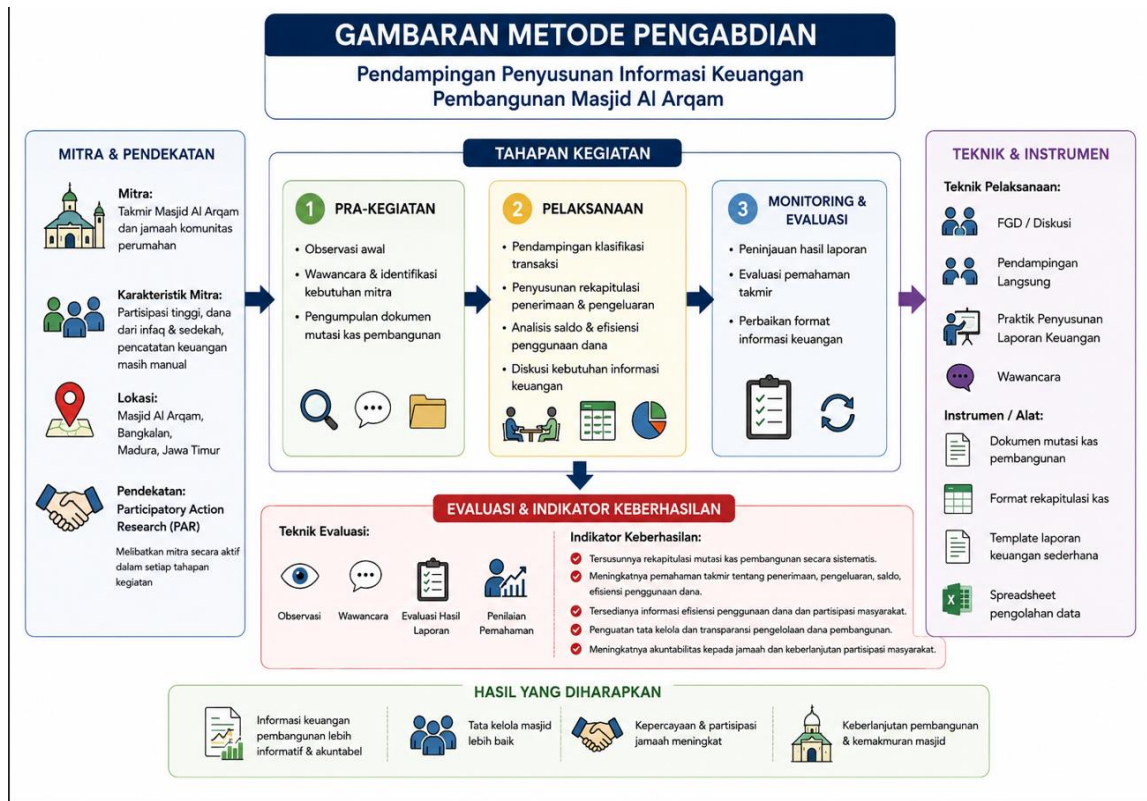 GAMBARAN METODE PENGABDIAN
Pendampingan Penyusunan Informasi Keuangan
Pembangunan Masjid Al Arqam
MITRA & PENDEKATAN
Mitra:
Takmir Masjid Al Arqam
dan jamaah komunitas
perumahan
Karakteristik Mitra:
Partisipasi tinggi, dana
dari infaq & sedekah,
pencatatan keuangan
masih manual
Lokasi:
Masjid Al Arqam,
Bangkalan,
Madura, Jawa Timur
Pendekatan:
Participatory Action
Research (PAR)
Melibatkan mitra secara aktif
dalam setiap tahapan
kegiatan
TAHAPAN KEGIATAN
1 PRA-KEGIATAN
• Observasi awal
• Wawancara & identifikasi
kebutuhan mitra
• Pengumpulan dokumen
mutasi kas pembangunan
2 PELAKSANAAN
• Pendampingan klasifikasi
transaksi
• Penyusunan rekapitulasi
penerimaan & pengeluaran
• Analisis saldo & efisiensi
penggunaan dana
• Diskusi kebutuhan informasi
keuangan
3 MONITORING &
EVALUASI
• Peninjauan hasil laporan
• Evaluasi pemahaman
takmir
• Perbaikan format
informasi keuangan
TEKNIK & INSTRUMEN
Teknik Pelaksanaan:
FGD / Diskusi
Pendampingan
Langsung
Praktik Penyusunan
Laporan Keuangan
Wawancara
Instrumen / Alat:
Dokumen mutasi kas
pembangunan
Format rekapitulasi kas
Template laporan
keuangan sederhana
Spreadsheet
pengolahan data
EVALUASI & INDIKATOR KEBERHASILAN
Teknik Evaluasi:
Observasi
Wawancara
Evaluasi Hasil
Laporan
Penilaian
Pemahaman
Indikator Keberhasilan:
Tersusunnya rekapitulasi mutasi kas pembangunan secara sistematis.
Meningkatnya pemahaman takmir tentang penerimaan, pengeluaran, saldo,
efisiensi penggunaan dana.
Tersedianya informasi efisiensi penggunaan dana dan partisipasi masyarakat.
Penguatan tata kelola dan transparansi pengelolaan dana pembangunan.
Meningkatnya akuntabilitas kepada jamaah dan keberlanjutan partisipasi masyarakat.
HASIL YANG DIHARAPKAN
Informasi keuangan
pembangunan lebih
informatif & akuntabel
Tata kelola masjid
lebih baik
Kepercayaan & partisipasi
jamaah meningkat
Keberlanjutan pembangunan
& kemakmuran masjid